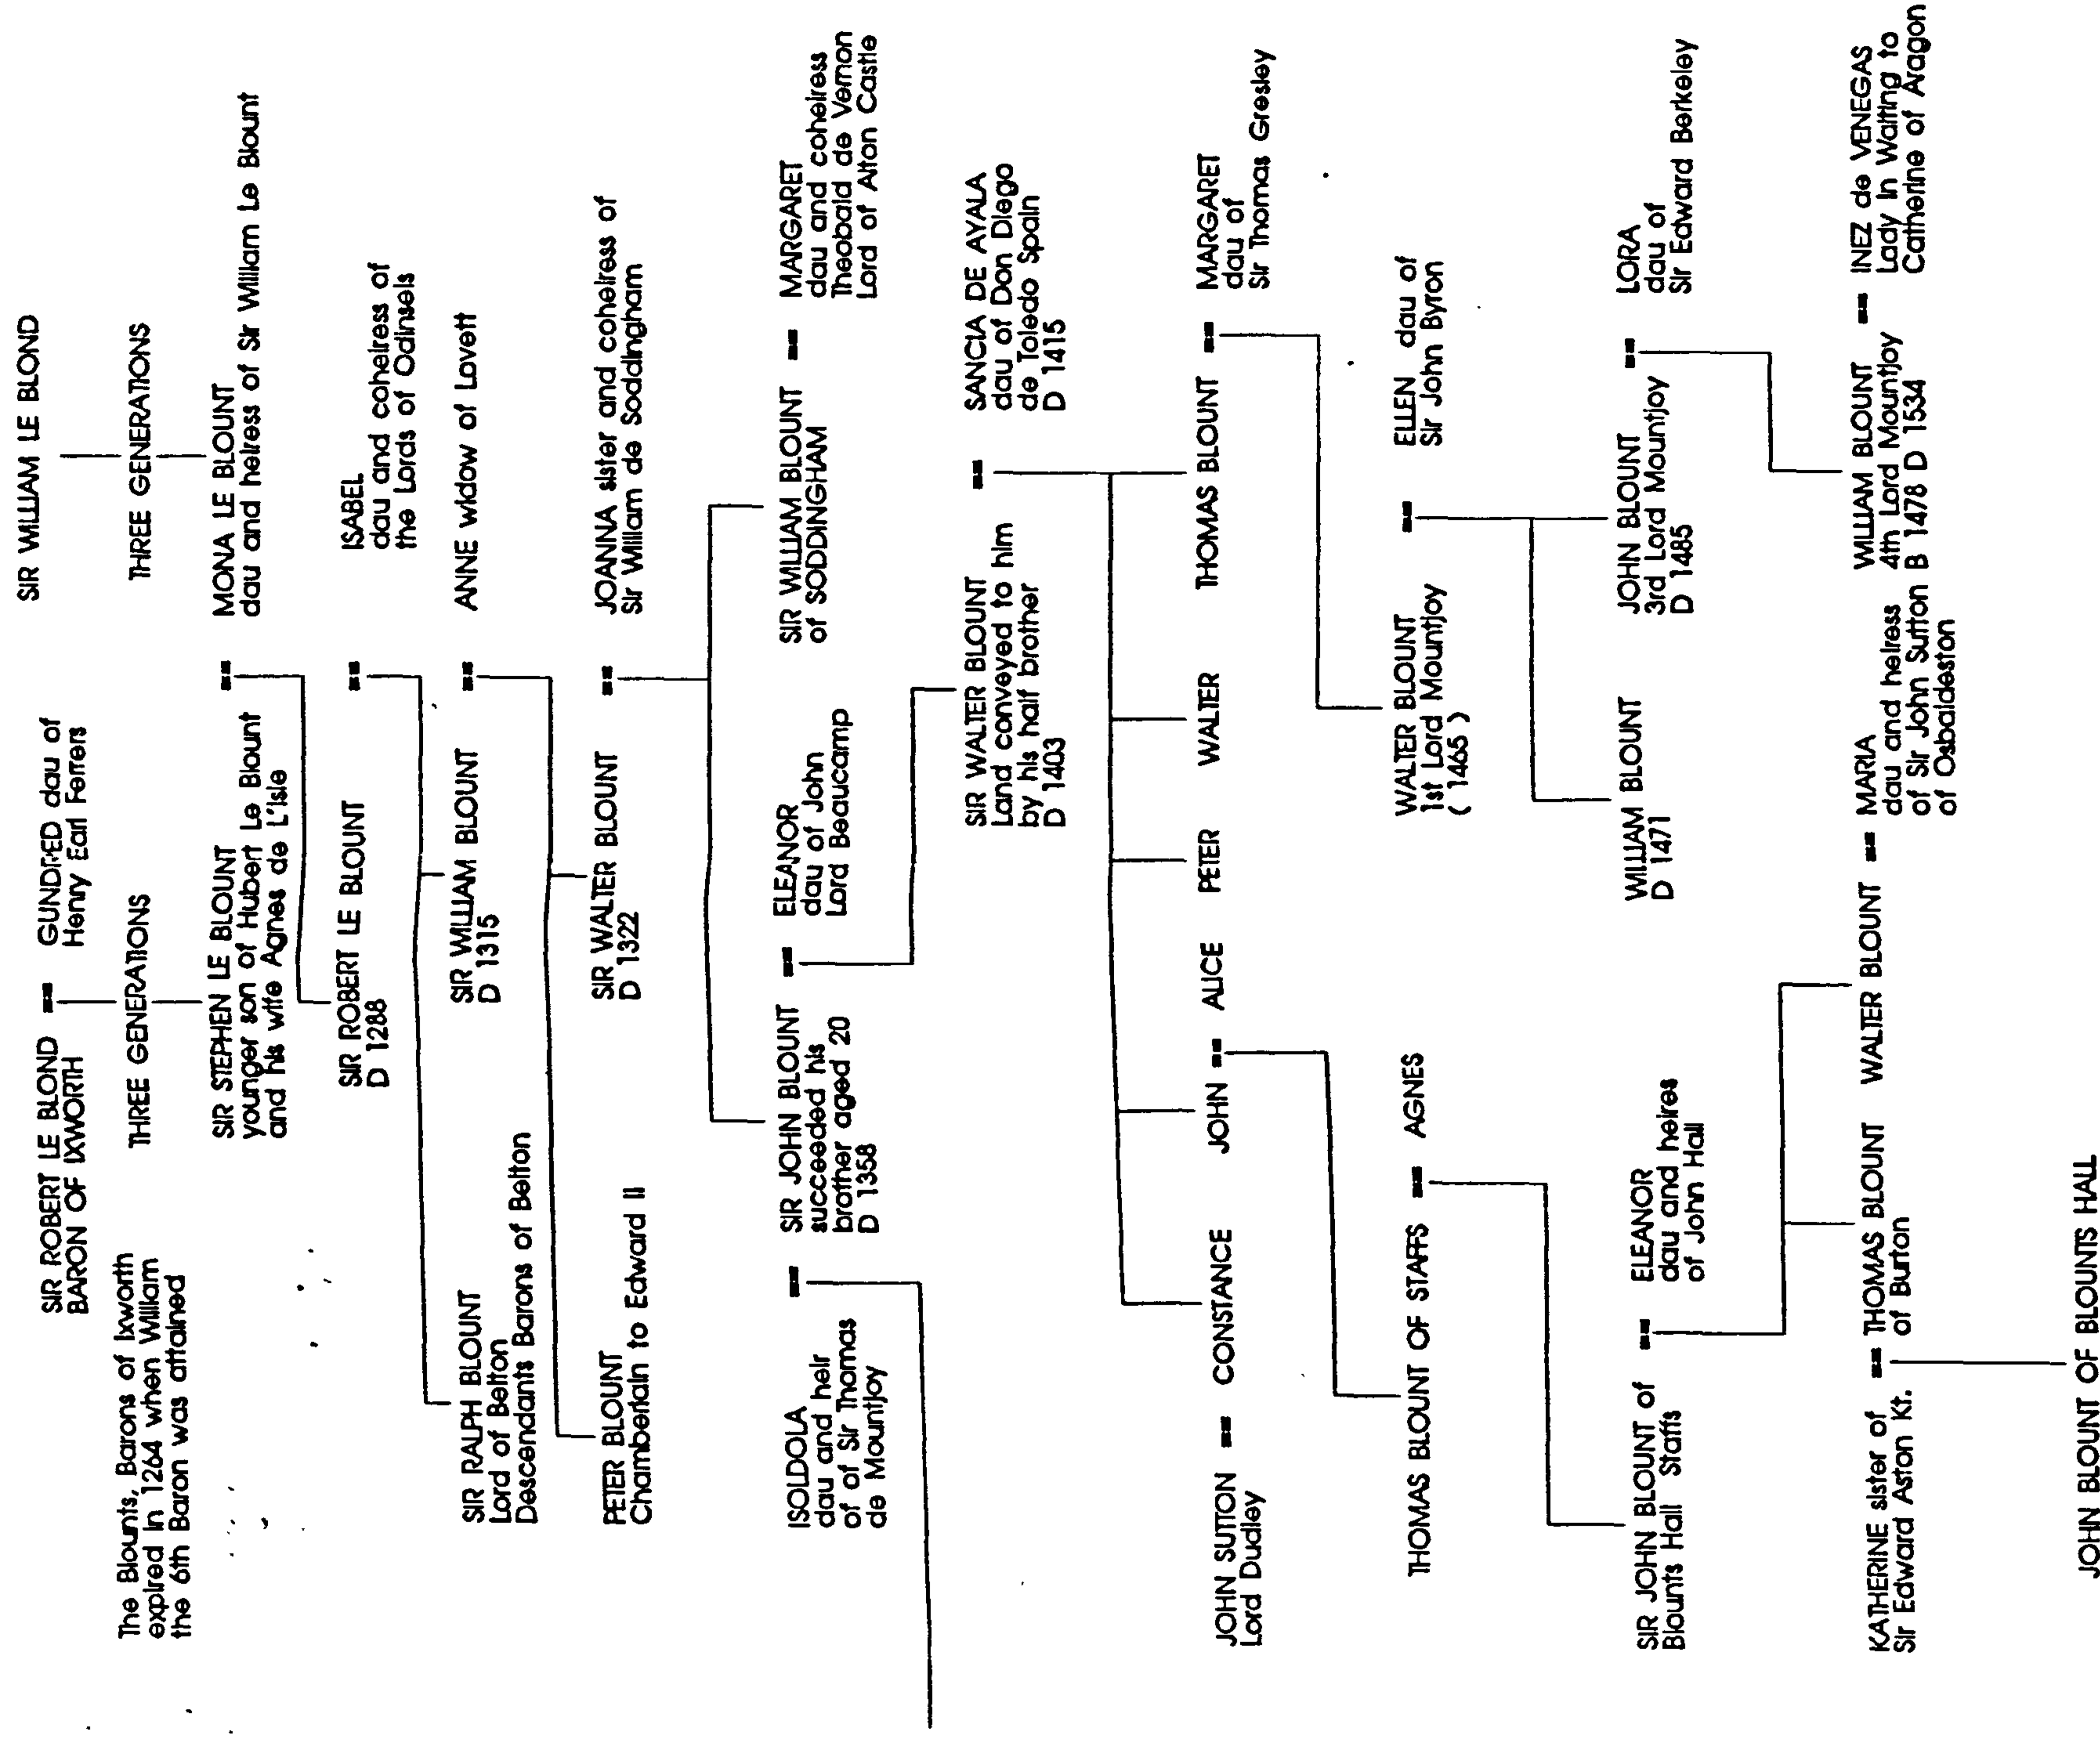 SIR WILLIAM LE BLOND
SIR ROBERT LE BLOND == GUNDRED dau of
BARON OF IXWORTH Henry Earl Ferrers
The Blounts, Barons of Ixworth
expired in 1264 when William
the 6th Baron was attained
THREE GENERATIONS
THREE GENERATIONS
SIR STEPHEN LE BLOUNT
younger son of Hubert Le Blount
and his wife Agnes de L'Isle
==
MONA LE BLOUNT
dau and heiress of Sir William Le Blount
SIR ROBERT LE BLOUNT
D 1288
==
ISABEL
dau and coheiress of
the Lords of Odinsels
SIR RALPH BLOUNT
Lord of Belton
Descendants Barons of Belton
SIR WILLIAM BLOUNT
D 1315
==
ANNE widow of Lovett
PETER BLOUNT
Chamberlain to Edward II
SIR WALTER BLOUNT
D 1322
==
JOANNA sister and coheiress of
Sir William de Soddingham
ISOLDOLA
dau and heir
of of Sir Thomas
de Mountjoy
==
SIR JOHN BLOUNT
succeeded his
brother aged 20
D 1358
==
ELEANOR
dau of John
Lord Beaucamp
SIR WILLIAM BLOUNT
of SODDINGHAM
==
MARGARET
dau and coheiress
Theobald de Vernon
Lord of Alton Castle
SIR WALTER BLOUNT
Land conveyed to him
by his half brother
D 1403
==
SANCIA DE AYALA
dau of Don Diego
de Toledo Spain
D 1415
JOHN SUTTON == CONSTANCE
Lord Dudley
JOHN == ALICE
PETER
WALTER
THOMAS BLOUNT ==
MARGARET
dau of
Sir Thomas Gresley
THOMAS BLOUNT OF STAFFS == AGNES
WALTER BLOUNT
1st Lord Mountjoy
( 1465 )
==
ELLEN dau of
Sir John Byron
SIR JOHN BLOUNT of
Blounts Hall Staffs
==
ELEANOR
dau and heires
of John Hall
WILLIAM BLOUNT
D 1471
JOHN BLOUNT
3rd Lord Mountjoy
D 1485
==
LORA
dau of
Sir Edward Berkeley
KATHERINE sister of
Sir Edward Aston Kt.
==
THOMAS BLOUNT
of Burton
WALTER BLOUNT ==
MARIA
dau and heiress
of Sir John Sutton
of Osbaldeston
WILLIAM BLOUNT
4th Lord Mountjoy
B 1478 D 1534
==
INEZ de VENEGAS
Lady In Waiting to
Catherine of Aragon
JOHN BLOUNT OF BLOUNTS HALL